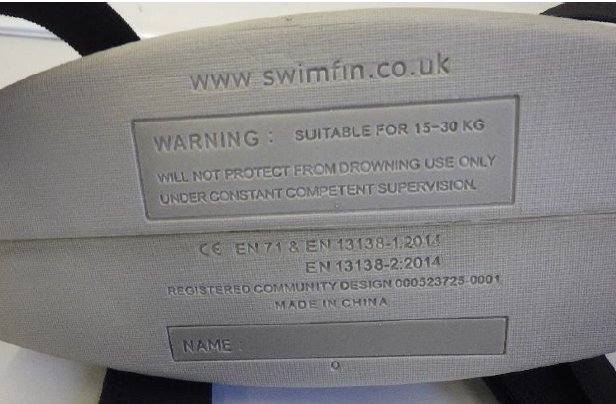 www swimfin.co.uk
WARNING : SUITABLE FOR 15-30 KG
WILL NOT PROTECT FROM DROWNING USE ONLY
UNDER CONSTANT COMPETENT SUPERVISION.
CE EN 71 & EN 13138-1.2014
EN 13138-2:2014
REGISTERED COMMUNITY DESIGN 000523725-0001
MADE IN CHINA
NAME :